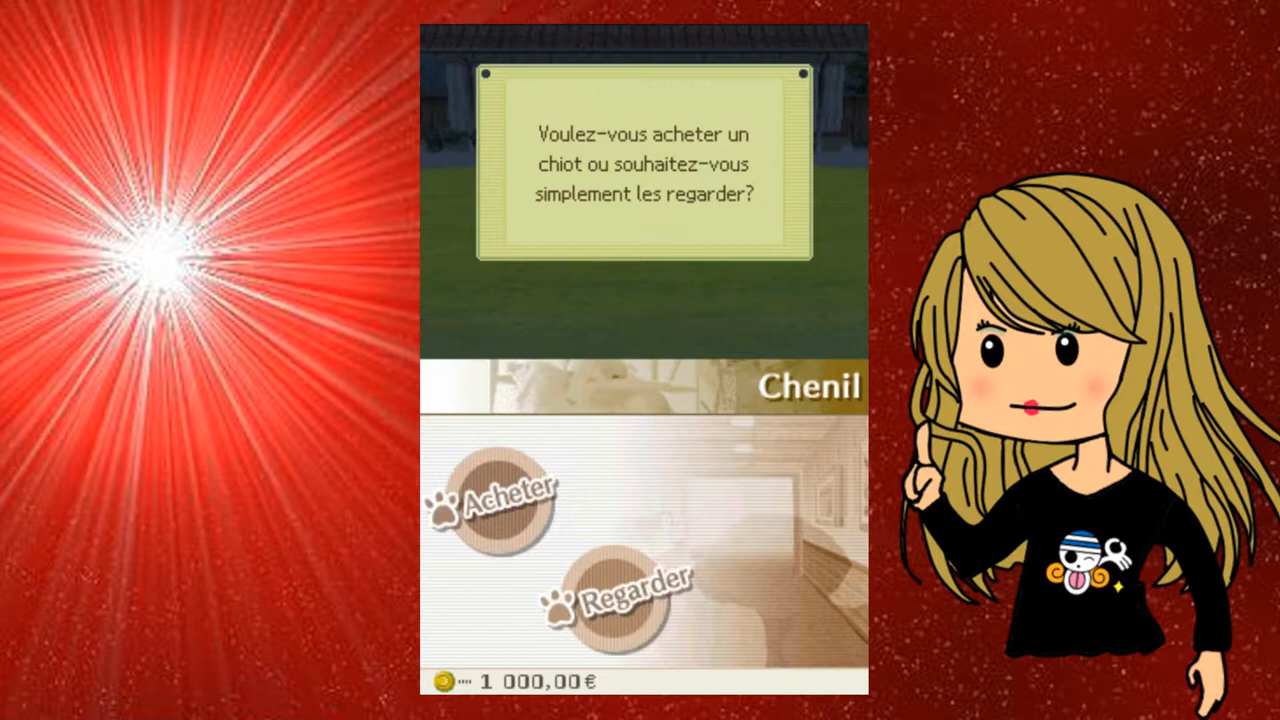 Voulez-vous acheter un
chiot ou souhaitez-vous
simplement les regarder?
Chenil
Acheter
Regarder
1 000,00€